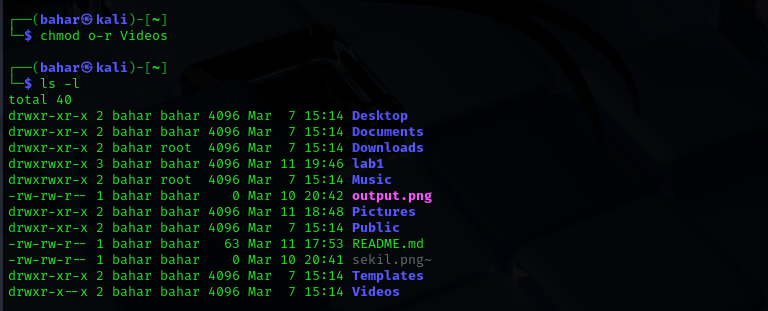 ┌──(bahar㉿kali)-[~]
└─$ chmod o-r Videos
┌──(bahar㉿kali)-[~]
└─$ ls -l
total 40
drwxr-xr-x 2 bahar bahar 4096 Mar  7 15:14 Desktop
drwxr-xr-x 2 bahar bahar 4096 Mar  7 15:14 Documents
drwxr-xr-x 2 bahar root  4096 Mar  7 15:14 Downloads
drwxrwxr-x 3 bahar bahar 4096 Mar 11 19:46 lab1
drwxrwxr-x 2 bahar root  4096 Mar  7 15:14 Music
-rw-rw-r-- 1 bahar bahar    0 Mar 10 20:42 output.png
drwxr-xr-x 2 bahar bahar 4096 Mar 11 18:48 Pictures
drwxr-xr-x 2 bahar bahar 4096 Mar  7 15:14 Public
-rw-rw-r-- 1 bahar bahar   63 Mar 11 17:53 README.md
-rw-rw-r-- 1 bahar bahar    0 Mar 10 20:41 sekil.png~
drwxr-xr-x 2 bahar bahar 4096 Mar  7 15:14 Templates
drwxr-x--x 2 bahar bahar 4096 Mar  7 15:14 Videos